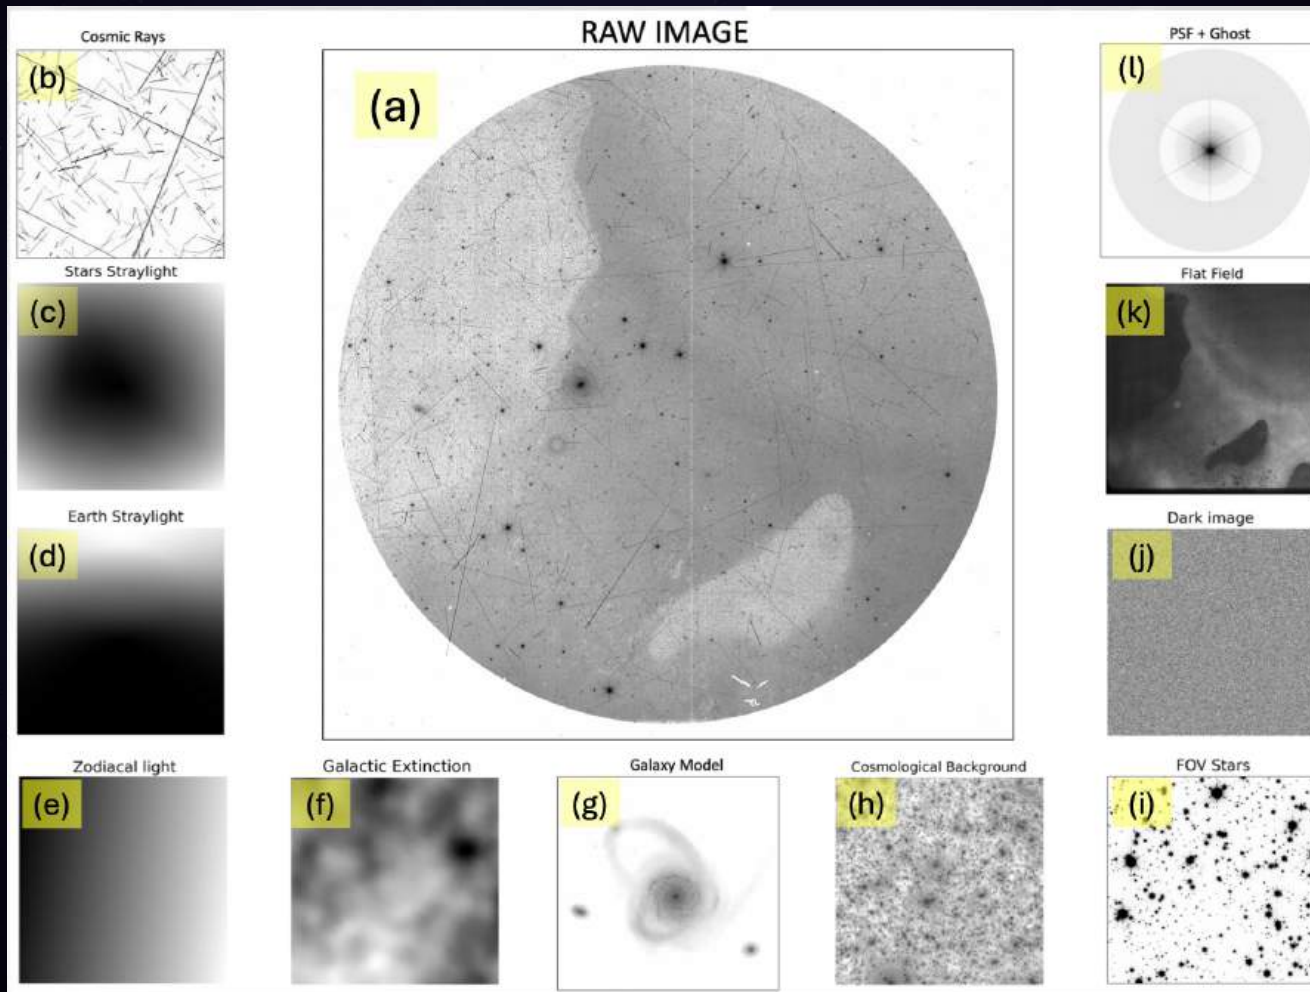 RAW IMAGE
(a)
Cosmic Rays
(b)
Stars Straylight
(c)
Earth Straylight
(d)
Zodiacal light
(e)
Galactic Extinction
(f)
Galaxy Model
(g)
Cosmological Background
(h)
FOV Stars
(i)
Dark image
(j)
Flat Field
(k)
PSF + Ghost
(l)